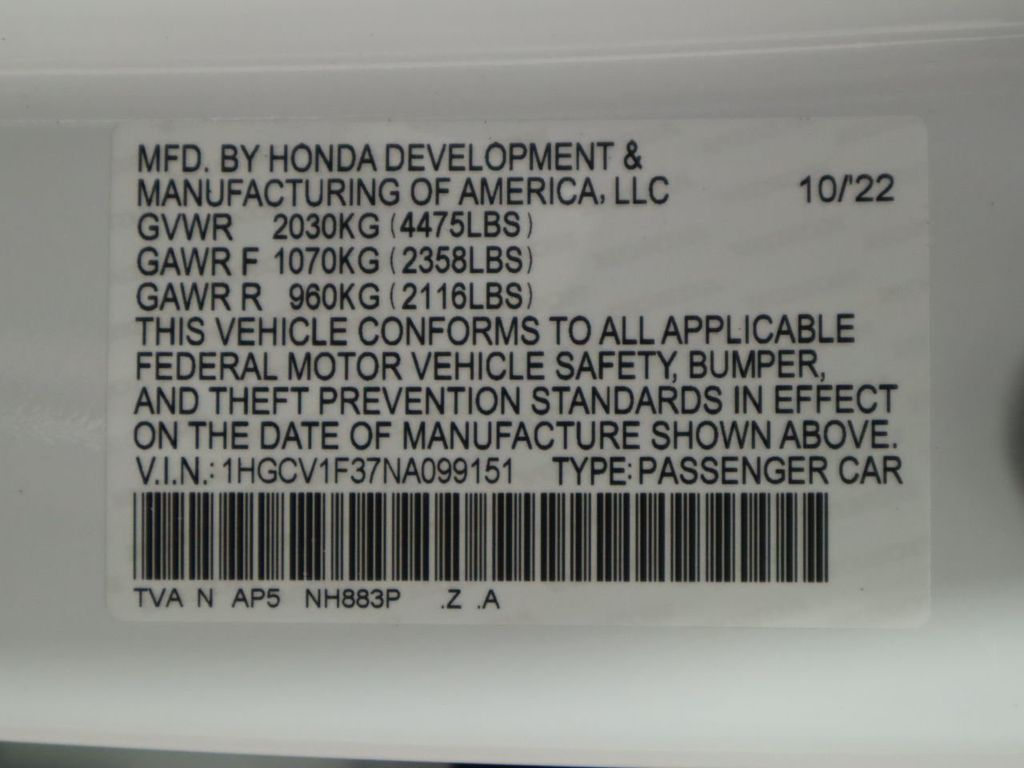 MFD. BY HONDA DEVELOPMENT &
MANUFACTURING OF AMERICA, LLC 10/'22
GVWR 2030KG (4475LBS)
GAWR F 1070KG (2358LBS)
GAWR R 960KG (2116LBS)
THIS VEHICLE CONFORMS TO ALL APPLICABLE
FEDERAL MOTOR VEHICLE SAFETY, BUMPER,
AND THEFT PREVENTION STANDARDS IN EFFECT
ON THE DATE OF MANUFACTURE SHOWN ABOVE.
V.I.N.: 1HGCV1F37NA099151 TYPE: PASSENGER CAR
TVA N AP5 NH883P .Z .A